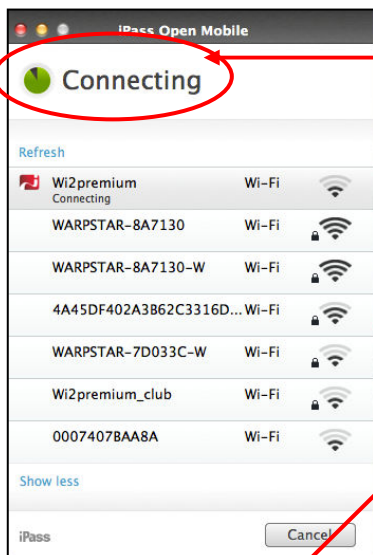 iPass Open Mobile
Connecting
Refresh
Wi2premium Wi-Fi
Connecting
WARPSTAR-8A7130 Wi-Fi
WARPSTAR-8A7130-W Wi-Fi
4A45DF402A3B62C3316D... Wi-Fi
WARPSTAR-7D033C-W Wi-Fi
Wi2premium_club Wi-Fi
0007407BAA8A Wi-Fi
Show less
iPass Cancel